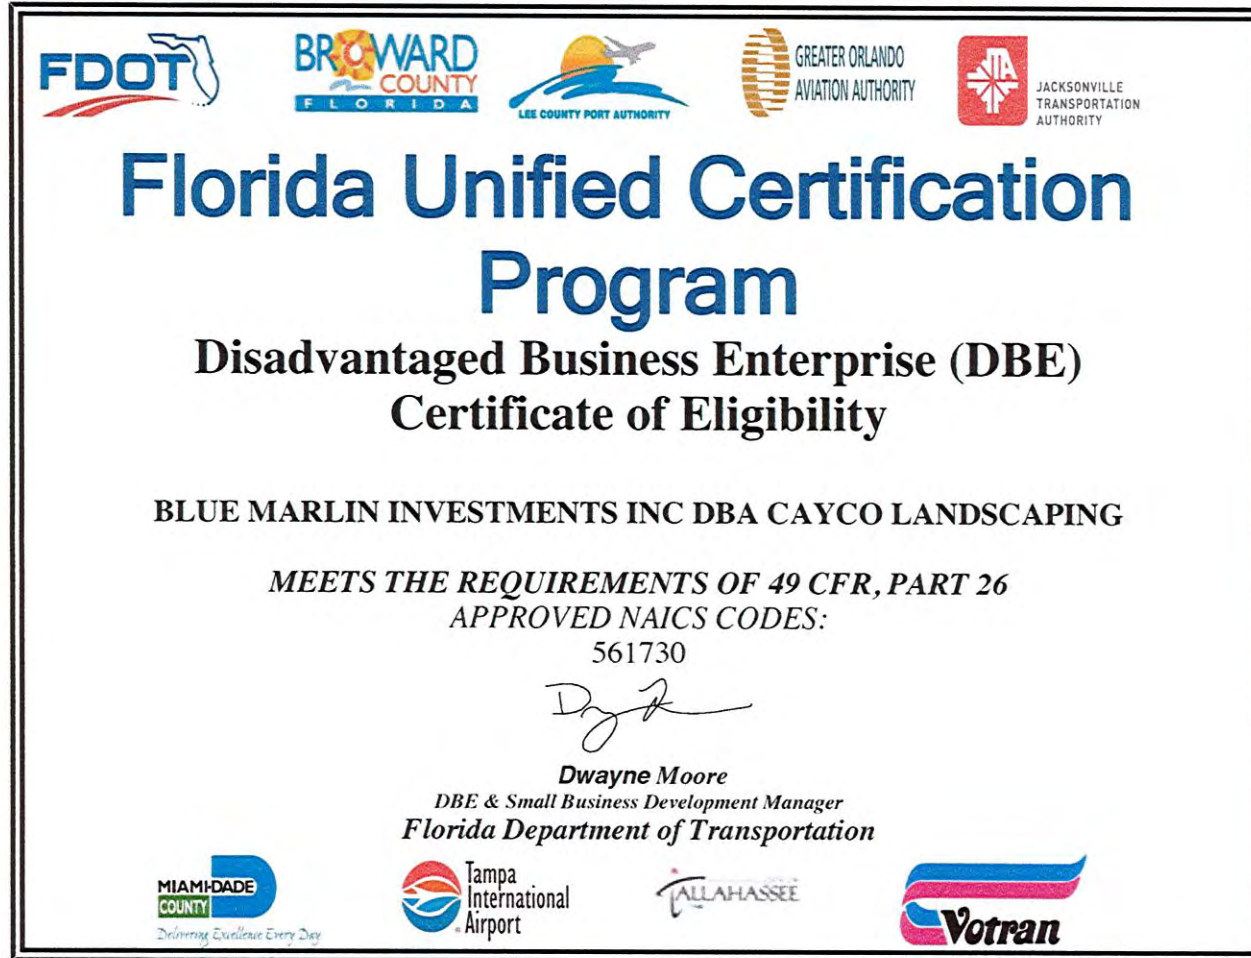 FDOT
BROWARD
COUNTY
FLORIDA
LEE COUNTY PORT AUTHORITY
GREATER ORLANDO
AVIATION AUTHORITY
JTA
JACKSONVILLE
TRANSPORTATION
AUTHORITY
Florida Unified Certification
Program
Disadvantaged Business Enterprise (DBE)
Certificate of Eligibility
BLUE MARLIN INVESTMENTS INC DBA CAYCO LANDSCAPING
MEETS THE REQUIREMENTS OF 49 CFR, PART 26
APPROVED NAICS CODES:
561730
Dwayne Moore
DBE & Small Business Development Manager
Florida Department of Transportation
MIAMI-DADE
COUNTY
Delivering Excellence Every Day
Tampa
International
Airport
TALLAHASSEE
Votran